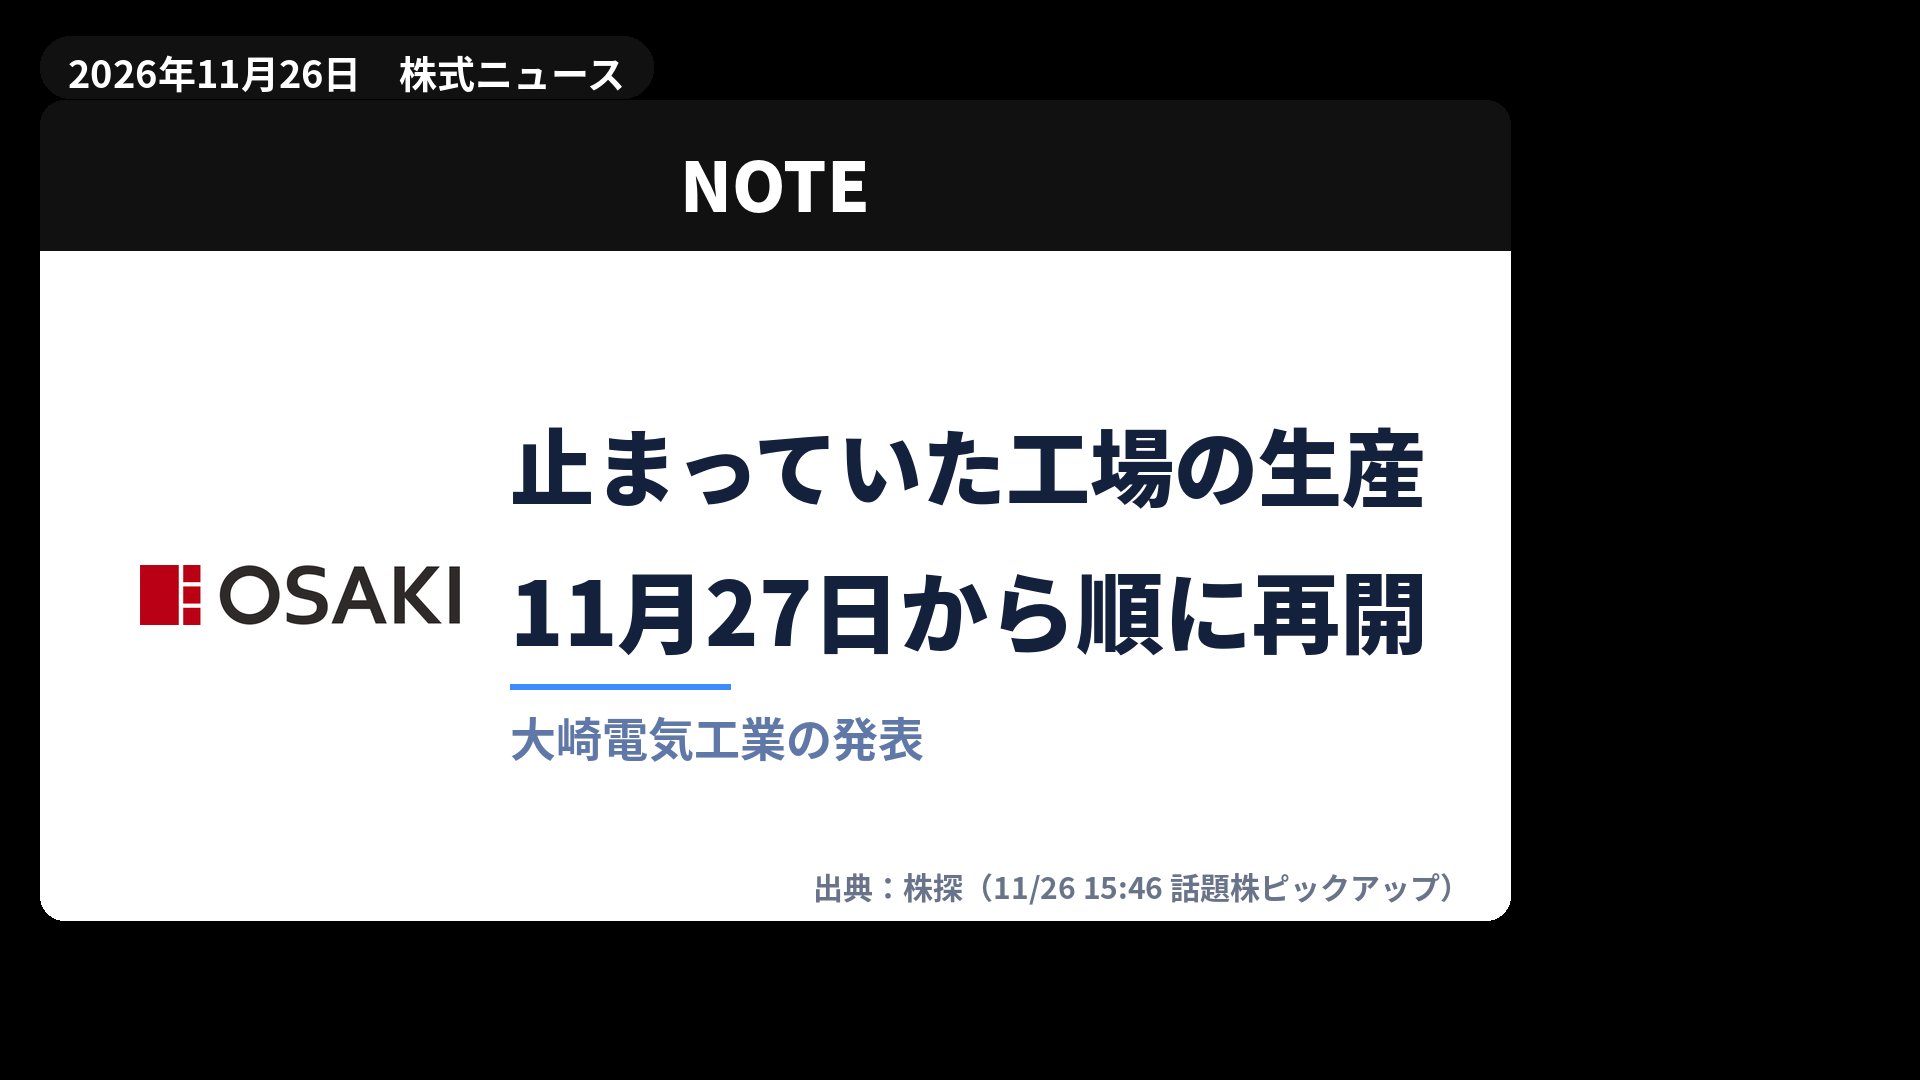 2026年11月26日　株式ニュース
NOTE
止まっていた工場の生産
OSAKI
11月27日から順に再開
大崎電気工業の発表
出典：株探（11/26 15:46 話題株ピックアップ）